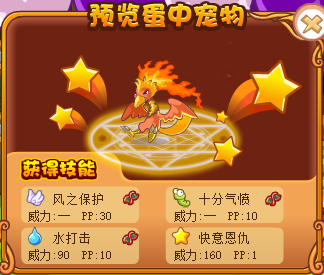 预览蛋中宠物
获得技能
风之保护
威力:一 PP:30
十分气愤
威力:一 PP:10
水打击
威力:90 PP:10
快意恩仇
威力:160 PP:1